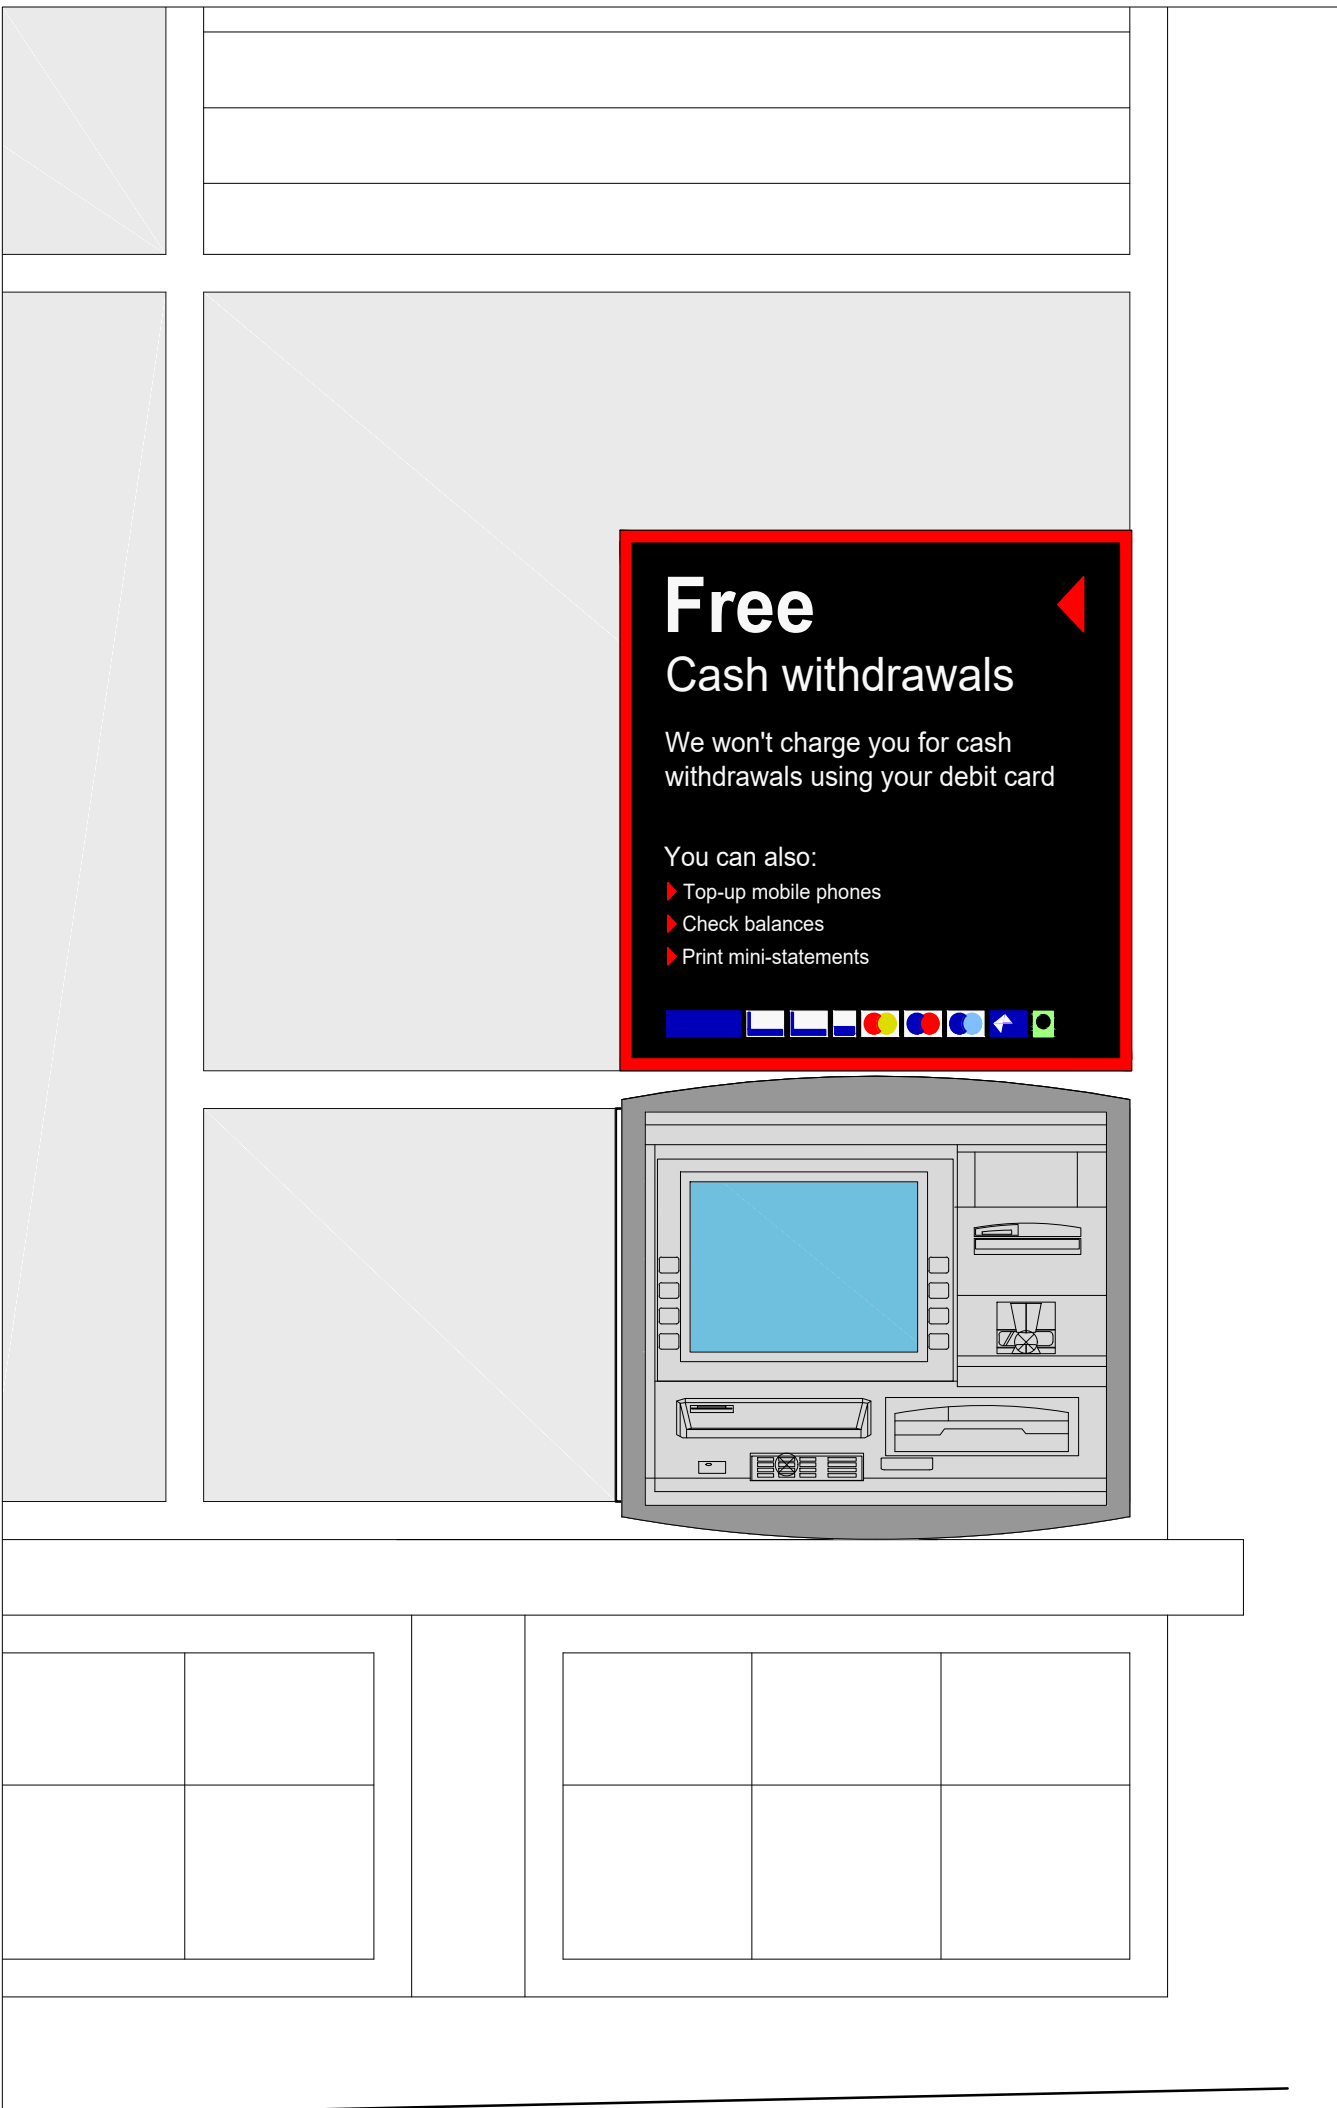 Free
Cash withdrawals
We won't charge you for cash
withdrawals using your debit card
You can also:
Top-up mobile phones
Check balances
Print mini-statements